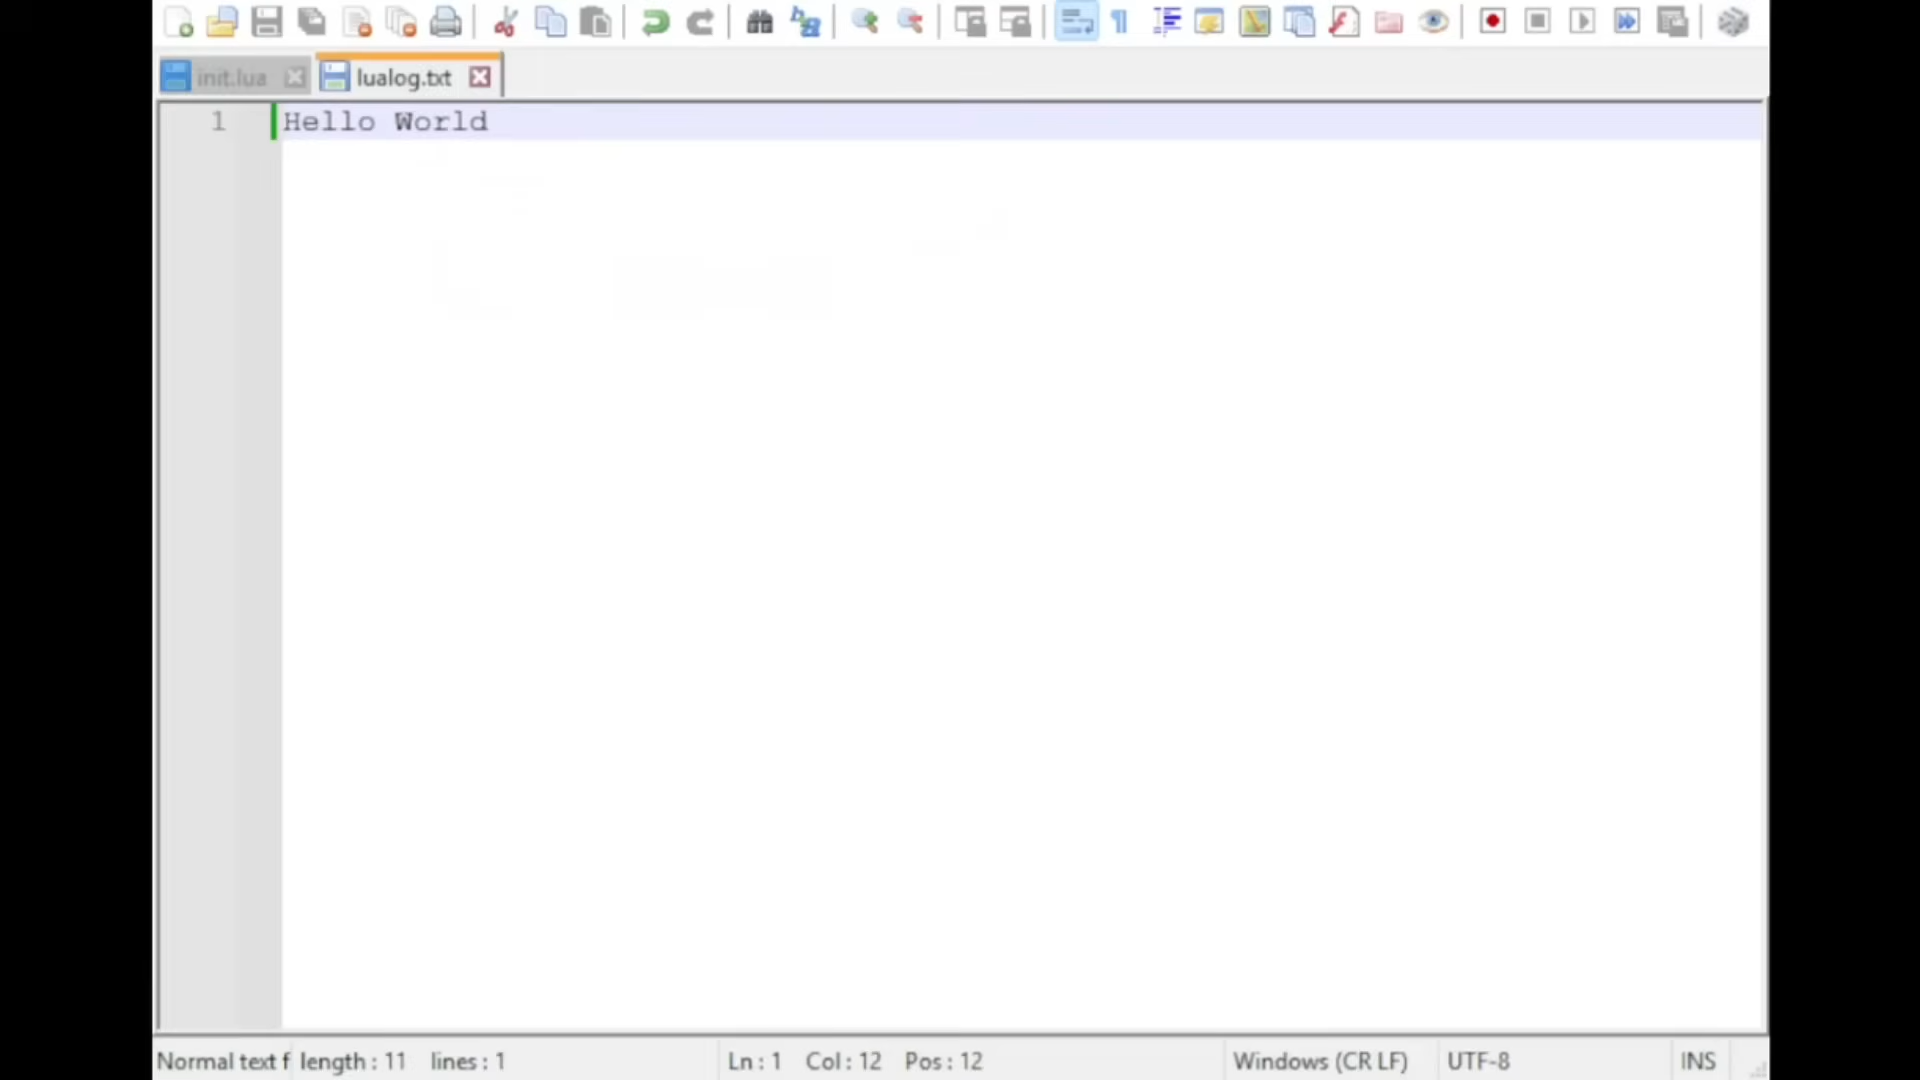 init.lua lualog.txt
1 Hello World
Normal text f length : 11 lines : 1 Ln : 1 Col : 12 Pos : 12 Windows (CR LF) UTF-8 INS